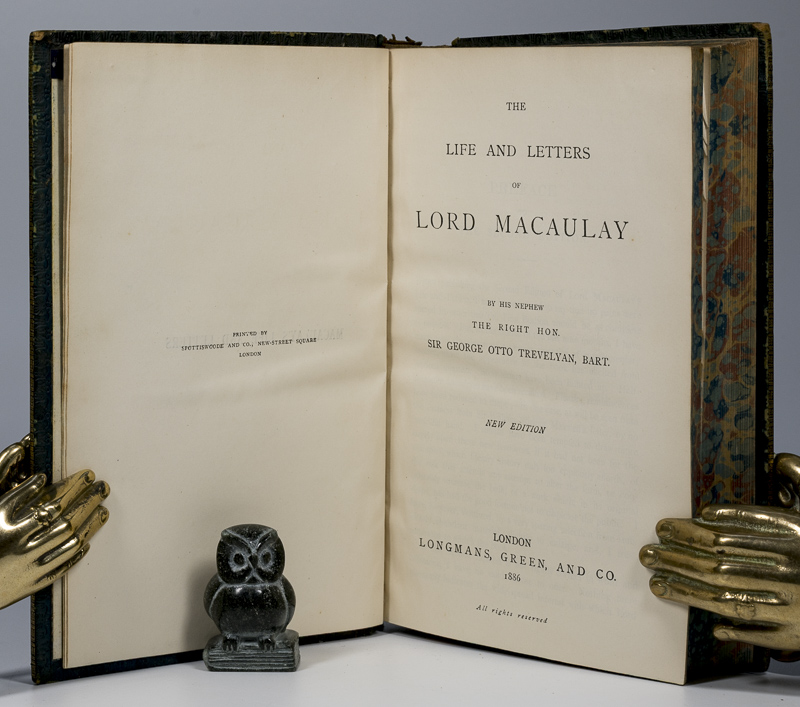 PRINTED BY
SPOTTISWOODE AND CO., NEW-STREET SQUARE
LONDON
THE
LIFE AND LETTERS
OF
LORD MACAULAY
BY HIS NEPHEW
THE RIGHT HON.
SIR GEORGE OTTO TREVELYAN, BART.
NEW EDITION
LONDON
LONGMANS, GREEN, AND CO.
1886
All rights reserved